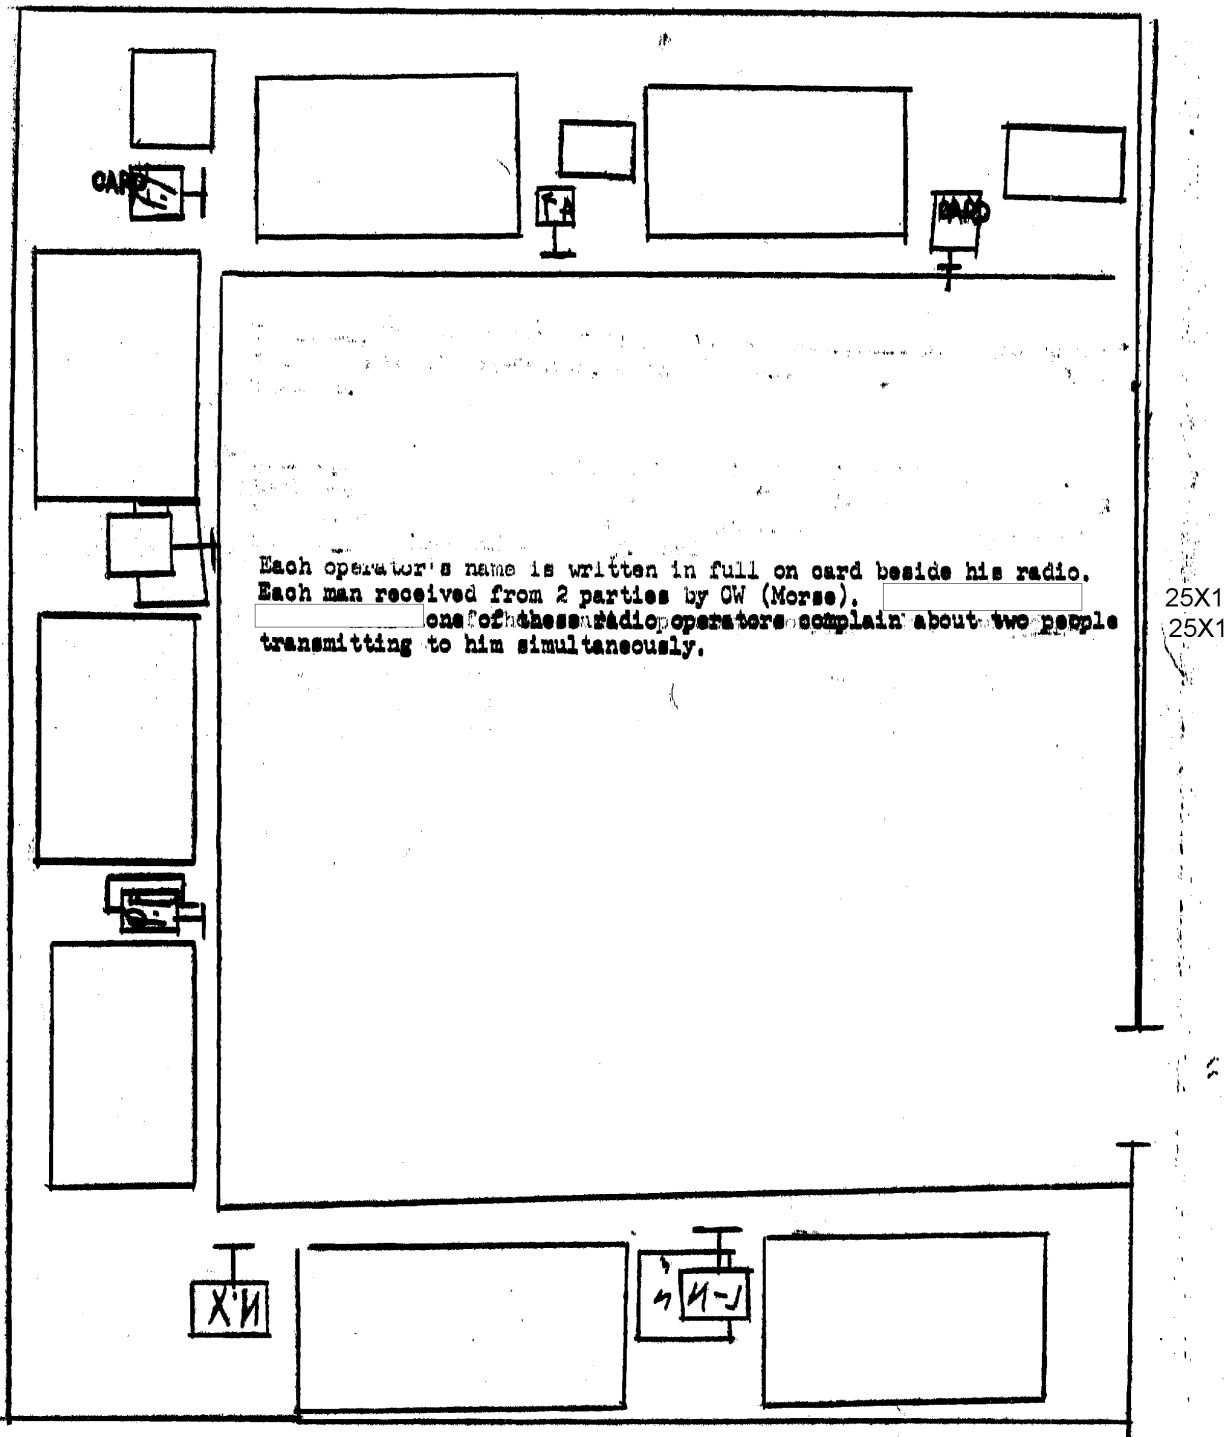 CARD
CARD
Each operator's name is written in full on card beside his radio.
Each man received from 2 parties by CW (Morse).
25X1
one of these radio operators complain about two people
25X1
transmitting to him simultaneously.
И.X